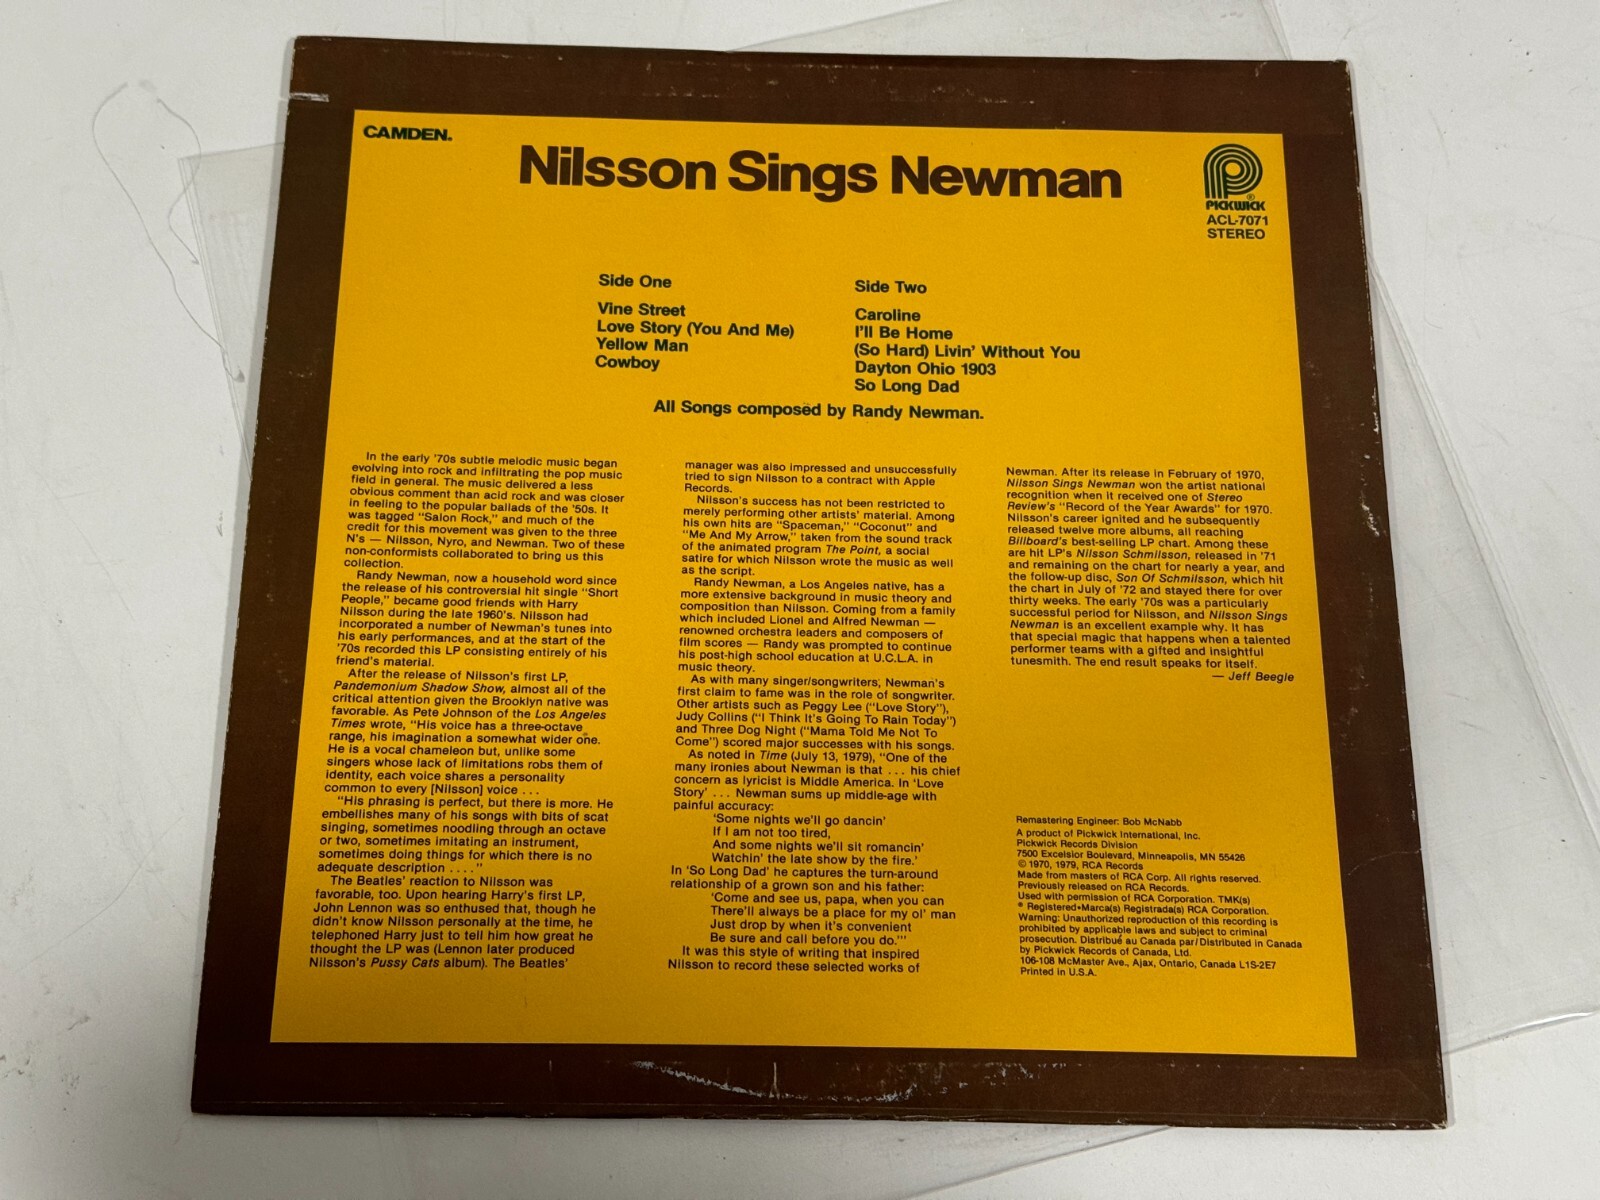 CAMDEN.
Nilsson Sings Newman
PICKWICK
®
ACL-7071
STEREO
Side One
Vine Street
Love Story (You And Me)
Yellow Man
Cowboy
Side Two
Caroline
I'll Be Home
(So Hard) Livin' Without You
Dayton Ohio 1903
So Long Dad
All Songs composed by Randy Newman.
In the early '70s subtle melodic music began
evolving into rock and infiltrating the pop music
field in general. The music delivered a less
obvious comment than acid rock and was closer
in feeling to the popular ballads of the '50s. It
was tagged "Salon Rock," and much of the
credit for this movement was given to the three
N's — Nilsson, Nyro, and Newman. Two of these
non-conformists collaborated to bring us this
collection.
Randy Newman, now a household word since
the release of his controversial hit single "Short
People," became good friends with Harry
Nilsson during the late 1960's. Nilsson had
incorporated a number of Newman's tunes into
his early performances, and at the start of the
'70s recorded this LP consisting entirely of his
friend's material.
After the release of Nilsson's first LP,
Pandemonium Shadow Show, almost all of the
critical attention given the Brooklyn native was
favorable. As Pete Johnson of the Los Angeles
Times wrote, "His voice has a three-octave
range, his imagination a somewhat wider one.
He is a vocal chameleon but, unlike some
singers whose lack of limitations robs them of
identity, each voice shares a personality
common to every [Nilsson] voice ...
"His phrasing is perfect, but there is more. He
embellishes many of his songs with bits of scat
singing, sometimes noodling through an octave
or two, sometimes imitating an instrument,
sometimes doing things for which there is no
adequate description ...."
The Beatles' reaction to Nilsson was
favorable, too. Upon hearing Harry's first LP,
John Lennon was so enthused that, though he
didn't know Nilsson personally at the time, he
telephoned Harry just to tell him how great he
thought the LP was (Lennon later produced
Nilsson's Pussy Cats album). The Beatles'
manager was also impressed and unsuccessfully
tried to sign Nilsson to a contract with Apple
Records.
Nilsson's success has not been restricted to
merely performing other artists' material. Among
his own hits are "Spaceman," "Coconut" and
"Me And My Arrow," taken from the sound track
of the animated program The Point, a social
satire for which Nilsson wrote the music as well
as the script.
Randy Newman, a Los Angeles native, has a
more extensive background in music theory and
composition than Nilsson. Coming from a family
which included Lionel and Alfred Newman —
renowned orchestra leaders and composers of
film scores — Randy was prompted to continue
his post-high school education at U.C.L.A. in
music theory.
As with many singer/songwriters, Newman's
first claim to fame was in the role of songwriter.
Other artists such as Peggy Lee ("Love Story"),
Judy Collins ("I Think It's Going To Rain Today")
and Three Dog Night ("Mama Told Me Not To
Come") scored major successes with his songs.
As noted in Time (July 13, 1979), "One of the
many ironies about Newman is that ... his chief
concern as lyricist is Middle America. In 'Love
Story' ... Newman sums up middle-age with
painful accuracy:
'Some nights we'll go dancin'
If I am not too tired,
And some nights we'll sit romancin'
Watchin' the late show by the fire.'
In 'So Long Dad' he captures the turn-around
relationship of a grown son and his father:
'Come and see us, papa, when you can
There'll always be a place for my ol' man
Just drop by when it's convenient
Be sure and call before you do.'"
It was this style of writing that inspired
Nilsson to record these selected works of
Newman. After its release in February of 1970,
Nilsson Sings Newman won the artist national
recognition when it received one of Stereo
Review's "Record of the Year Awards" for 1970.
Nilsson's career ignited and he subsequently
released twelve more albums, all reaching
Billboard's best-selling LP chart. Among these
are hit LP's Nilsson Schmilsson, released in '71
and remaining on the chart for nearly a year, and
the follow-up disc, Son Of Schmilsson, which hit
the chart in July of '72 and stayed there for over
thirty weeks. The early '70s was a particularly
successful period for Nilsson, and Nilsson Sings
Newman is an excellent example why. It has
that special magic that happens when a talented
performer teams with a gifted and insightful
tunesmith. The end result speaks for itself.
— Jeff Beegle
Remastering Engineer: Bob McNabb
A product of Pickwick International, Inc.
Pickwick Records Division
7500 Excelsior Boulevard, Minneapolis, MN 55426
© 1970, 1979, RCA Records
Made from masters of RCA Corp. All rights reserved.
Previously released on RCA Records.
Used with permission of RCA Corporation. TMK(s)
® Registered•Marca(s) Registrada(s) RCA Corporation.
Warning: Unauthorized reproduction of this recording is
prohibited by applicable laws and subject to criminal
prosecution. Distribué au Canada par/Distributed in Canada
by Pickwick Records of Canada, Ltd.
106-108 McMaster Ave., Ajax, Ontario, Canada L1S-2E7
Printed in U.S.A.